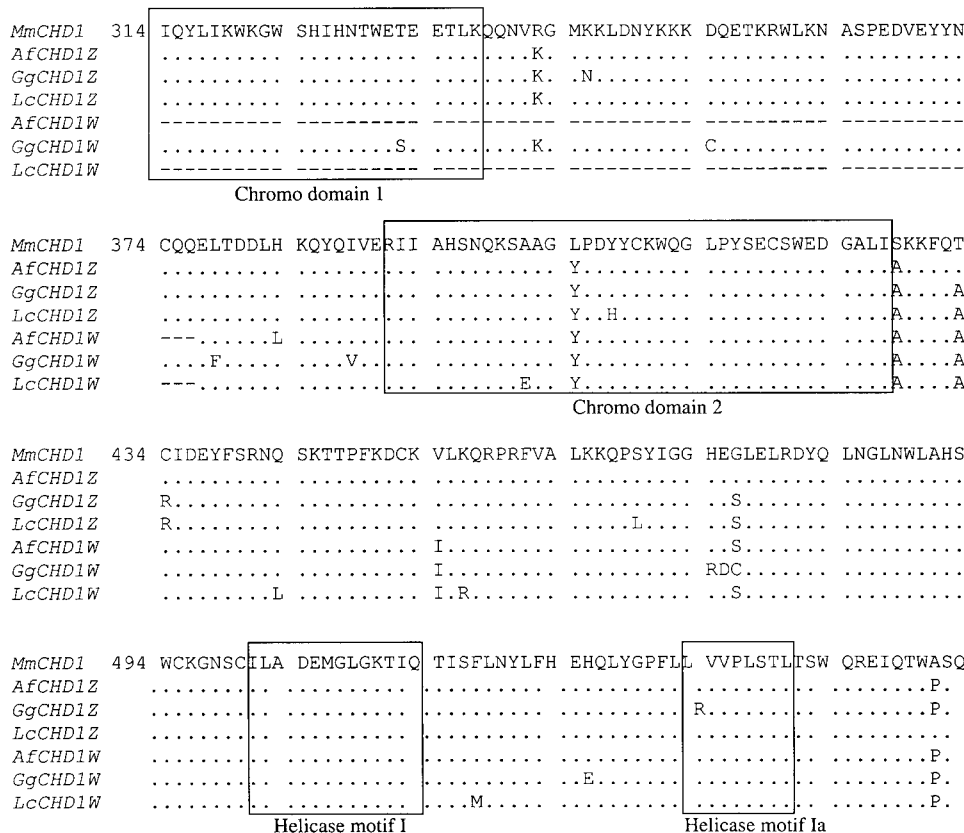 MmCHD1 314 IQYLIKWKGW SHIHNTWETE ETLKQQNVRG MKKLDNYKKK DQETKRWLKN ASPEDVEYYN
AfCHD1Z .......... .......... ........K. .......... .......... ..........
GgCHD1Z .......... .......... ........K. ..N....... .......... ..........
LcCHD1Z .......... .......... ........K. .......... .......... ..........
AfCHD1W ---------- ---------- ---------- ---------- ---------- ----------
GgCHD1W .......... ........S. ........K. .......... C......... ..........
LcCHD1W ---------- ---------- ---------- ---------- ---------- ----------
Chromo domain 1
MmCHD1 374 CQQELTDDLH KQYQIVERII AHSNQKSAAG LPDYYCKWQG LPYSECSWED GALISKKFQT
AfCHD1Z .......... .......... .......... Y......... .......... ....A.....
GgCHD1Z .......... .......... .......... Y......... .......... ....A....A
LcCHD1Z .......... .......... .......... Y..H...... .......... ....A....A
AfCHD1W ---......L .......... .......... Y......... .......... ....A....A
GgCHD1W ....F..... ....V..... .......... Y......... .......... ....A....A
LcCHD1W ---....... .......... .......E.. Y......... .......... ....A....A
Chromo domain 2
MmCHD1 434 CIDEYFSRNQ SKTTPFKDCK VLKQRPRFVA LKKQPSYIGG HEGLELRDYQ LNGLNWLAHS
AfCHD1Z .......... .......... .......... .......... .......... ..........
GgCHD1Z R......... .......... .......... .......... ..S....... ..........
LcCHD1Z R......... .......... .......... .....L.... ..S....... ..........
AfCHD1W .......... .......... I......... .......... ..S....... ..........
GgCHD1W .......... .......... I......... .......... RDC....... ..........
LcCHD1W .........L .......... I.R....... .......... ..S....... ..........
MmCHD1 494 WCKGNSCILA DEMGLGKTIQ TISFLNYLFH EHQLYGPFLL VVPLSTLTSW QREIQTWASQ
AfCHD1Z .......... .......... .......... .......... .......... .......P..
GgCHD1Z .......... .......... .......... .......... R......... .......P..
LcCHD1Z .......... .......... .......... .......... .......... ..........
AfCHD1W .......... .......... .......... .......... .......... .......P..
GgCHD1W .......... .......... .......... ..E....... .......... .......P..
LcCHD1W .......... .......... ....M..... .......... .......... .......P..
Helicase motif I
Helicase motif Ia